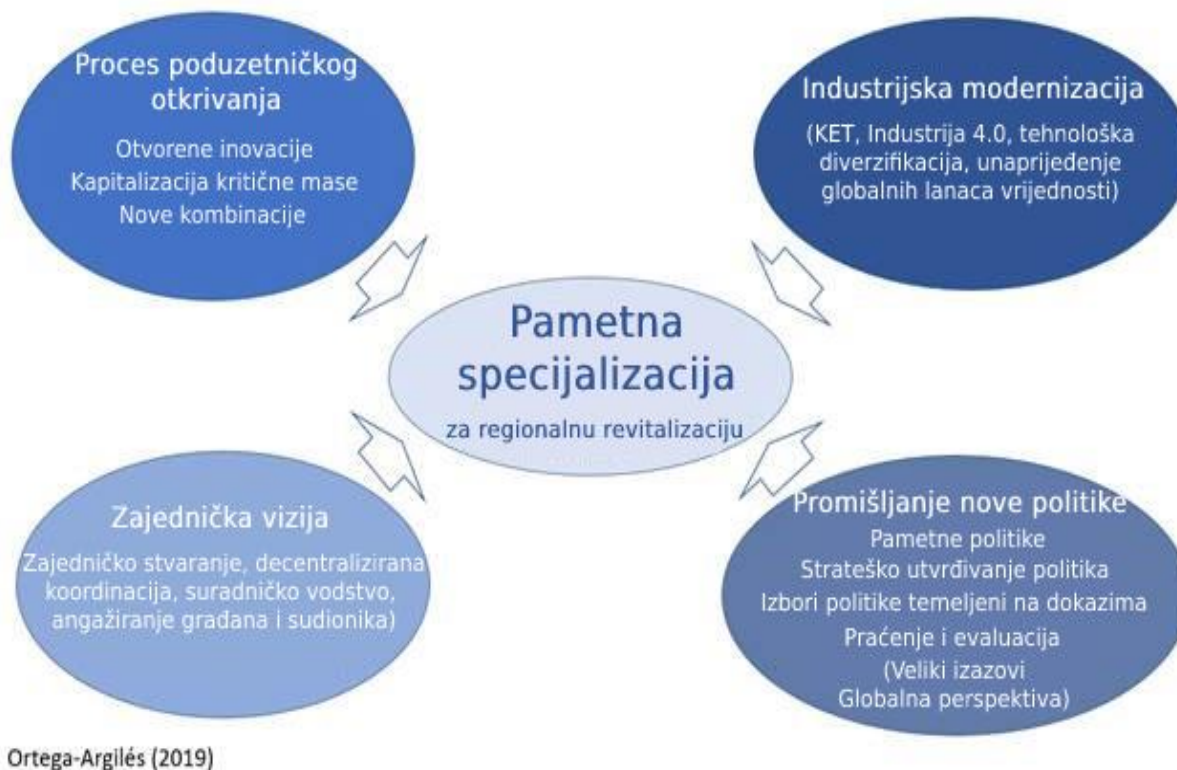 Proces poduzetničkog
otkrivanja
Otvorene inovacije
Kapitalizacija kritične mase
Nove kombinacije
Industrijska modernizacija
(KET, Industrija 4.0, tehnološka
diverzifikacija, unaprijeđenje
globalnih lanaca vrijednosti)
Pametna
specijalizacija
za regionalnu revitalizaciju
Zajednička vizija
Zajedničko stvaranje, decentralizirana
koordinacija, suradničko vodstvo,
angažiranje građana i sudionika)
Promišljanje nove politike
Pametne politike
Strateško utvrđivanje politika
Izbori politike temeljeni na dokazima
Praćenje i evaluacija
(Veliki izazovi
Globalna perspektiva)
Ortega-Argilés (2019)